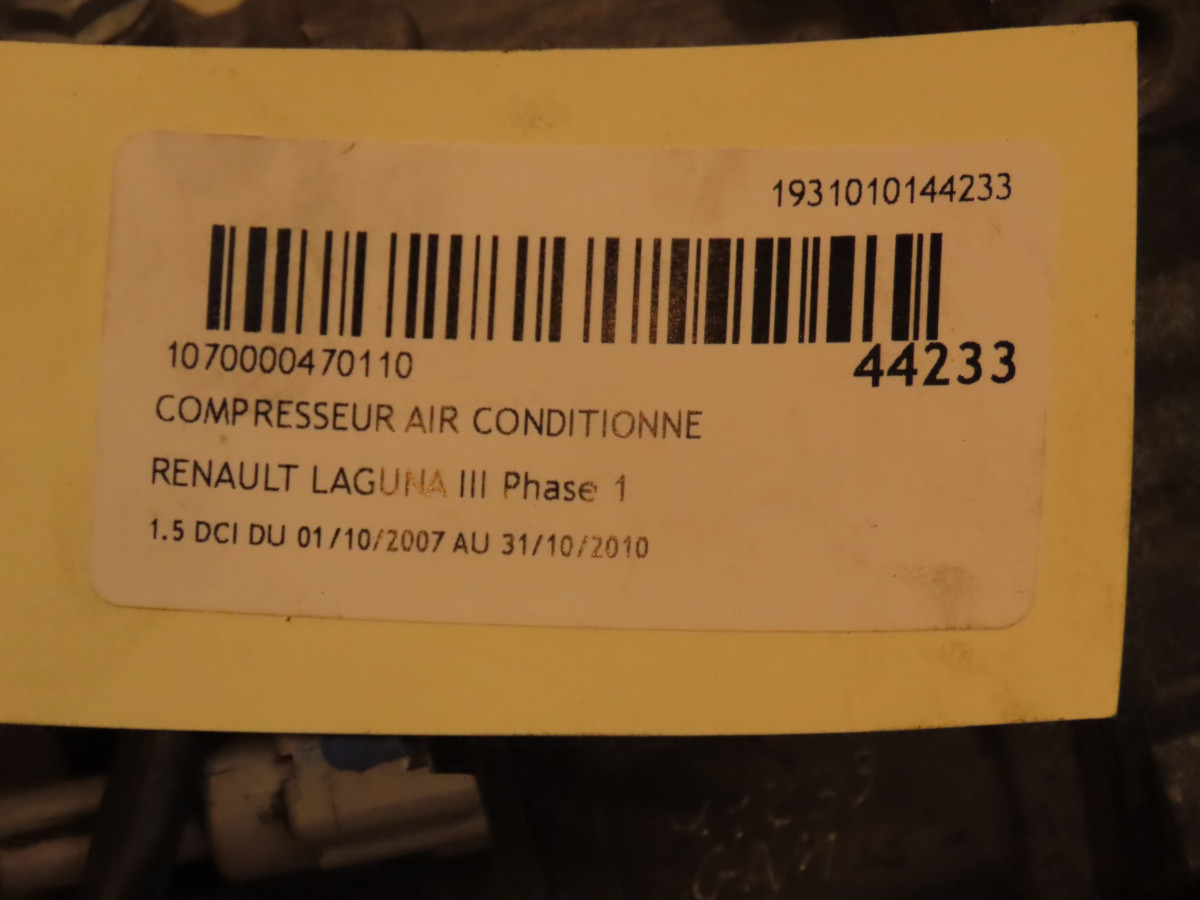 1931010144233
1070000470110
44233
COMPRESSEUR AIR CONDITIONNE
RENAULT LAGUNA III Phase 1
1.5 DCI DU 01/10/2007 AU 31/10/2010